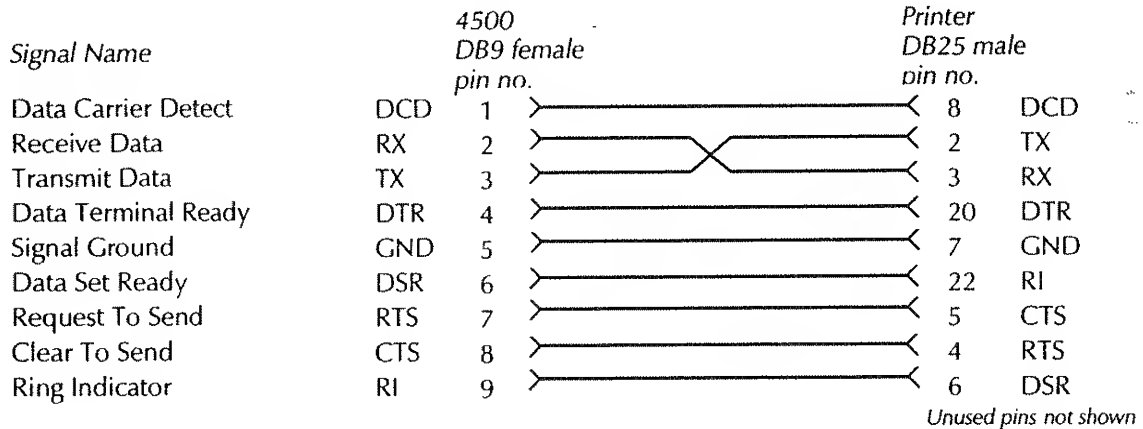 4500 Printer
Signal Name DB9 female DB25 male
pin no. pin no.
Data Carrier Detect DCD 1 8 DCD
Receive Data RX 2 2 TX
Transmit Data TX 3 3 RX
Data Terminal Ready DTR 4 20 DTR
Signal Ground GND 5 7 GND
Data Set Ready DSR 6 22 RI
Request To Send RTS 7 5 CTS
Clear To Send CTS 8 4 RTS
Ring Indicator RI 9 6 DSR
Unused pins not shown